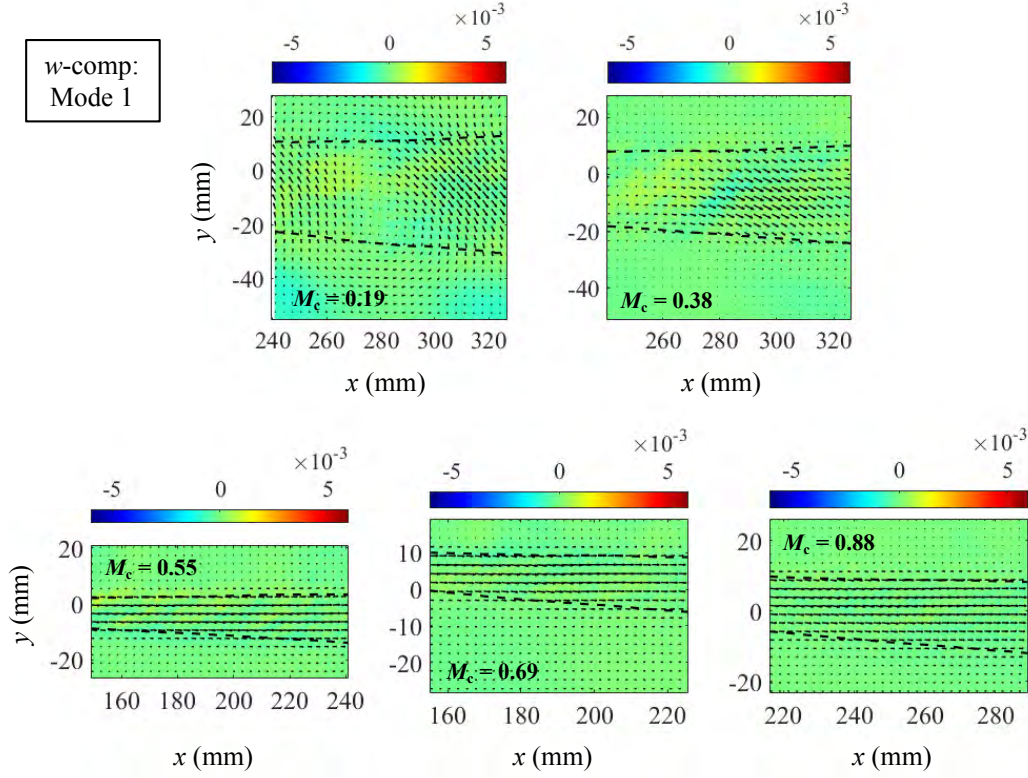 w-comp:
Mode 1
×10⁻³
-5 0 5
20
0
-20
-40
y (mm)
M_c = 0.19
240 260 280 300 320
x (mm)
×10⁻³
-5 0 5
20
0
-20
-40
M_c = 0.38
260 280 300 320
x (mm)
×10⁻³
-5 0 5
20
0
-20
y (mm)
M_c = 0.55
160 180 200 220 240
x (mm)
×10⁻³
-5 0 5
10
0
-10
-20
M_c = 0.69
160 180 200 220
x (mm)
×10⁻³
-5 0 5
20
10
0
-20
M_c = 0.88
220 240 260 280
x (mm)